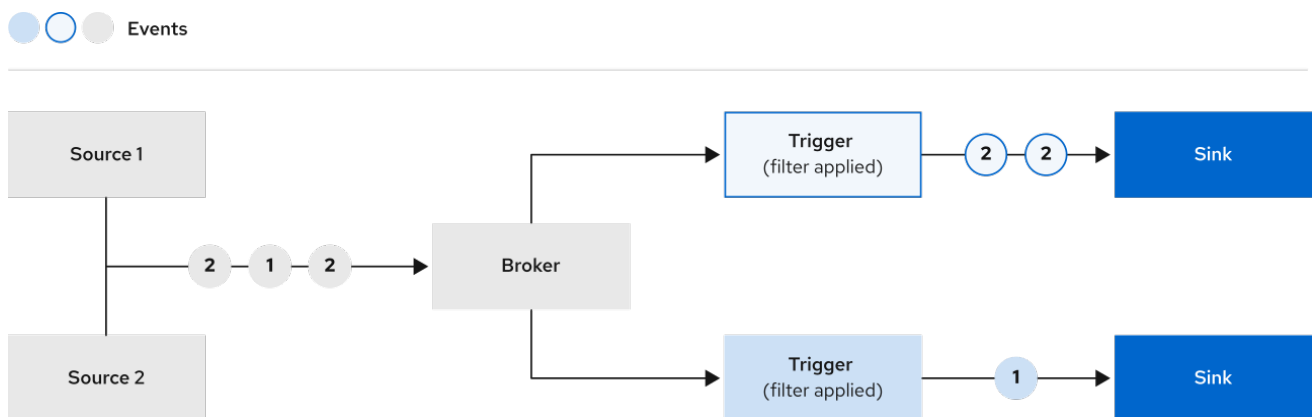 Events
Source 1
Trigger
(filter applied)
2
2
Sink
2
1
2
Broker
Source 2
Trigger
(filter applied)
1
Sink